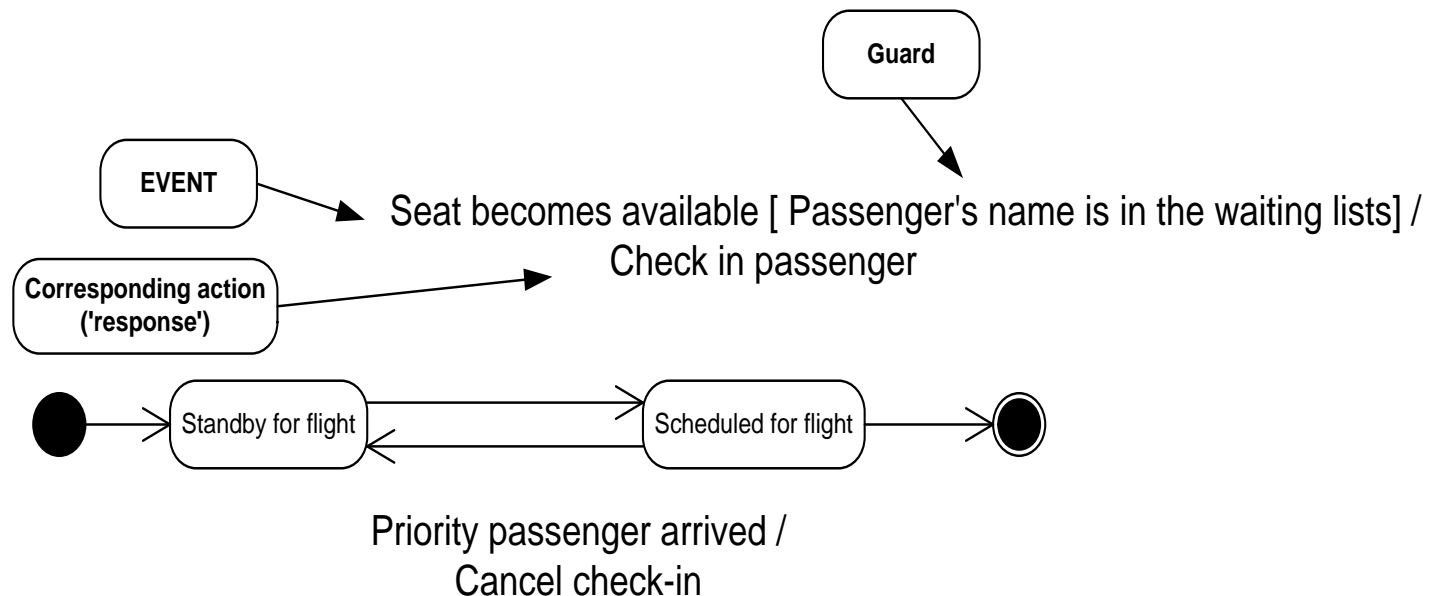 Guard
EVENT
Seat becomes available [ Passenger's name is in the waiting lists] /
Check in passenger
Corresponding action
('response')
Standby for flight
Scheduled for flight
Priority passenger arrived /
Cancel check-in